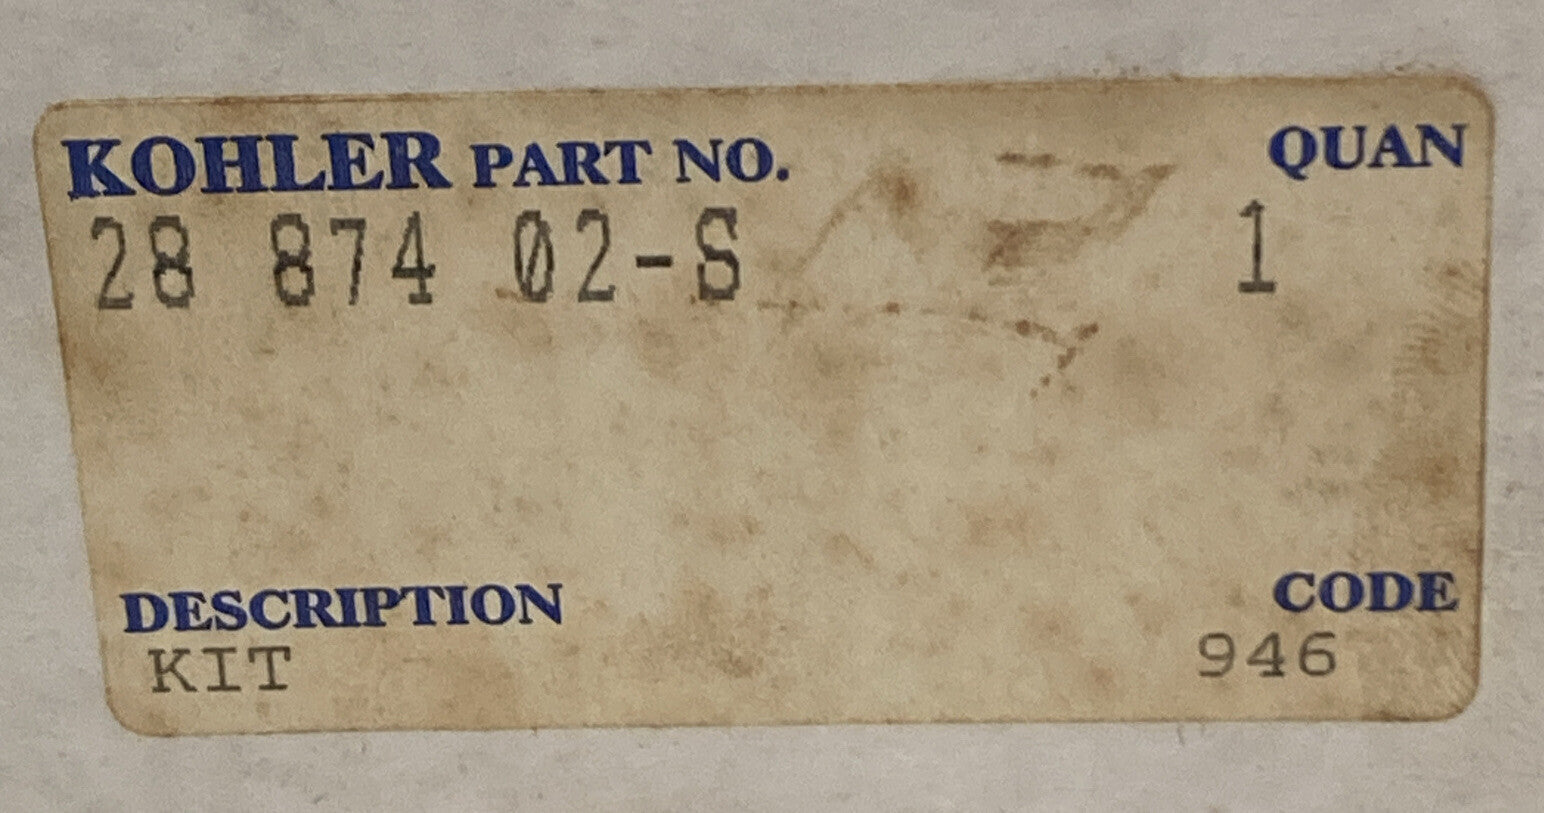 KOHLER PART NO. QUAN
28 874 02-S 1
DESCRIPTION CODE
KIT 946